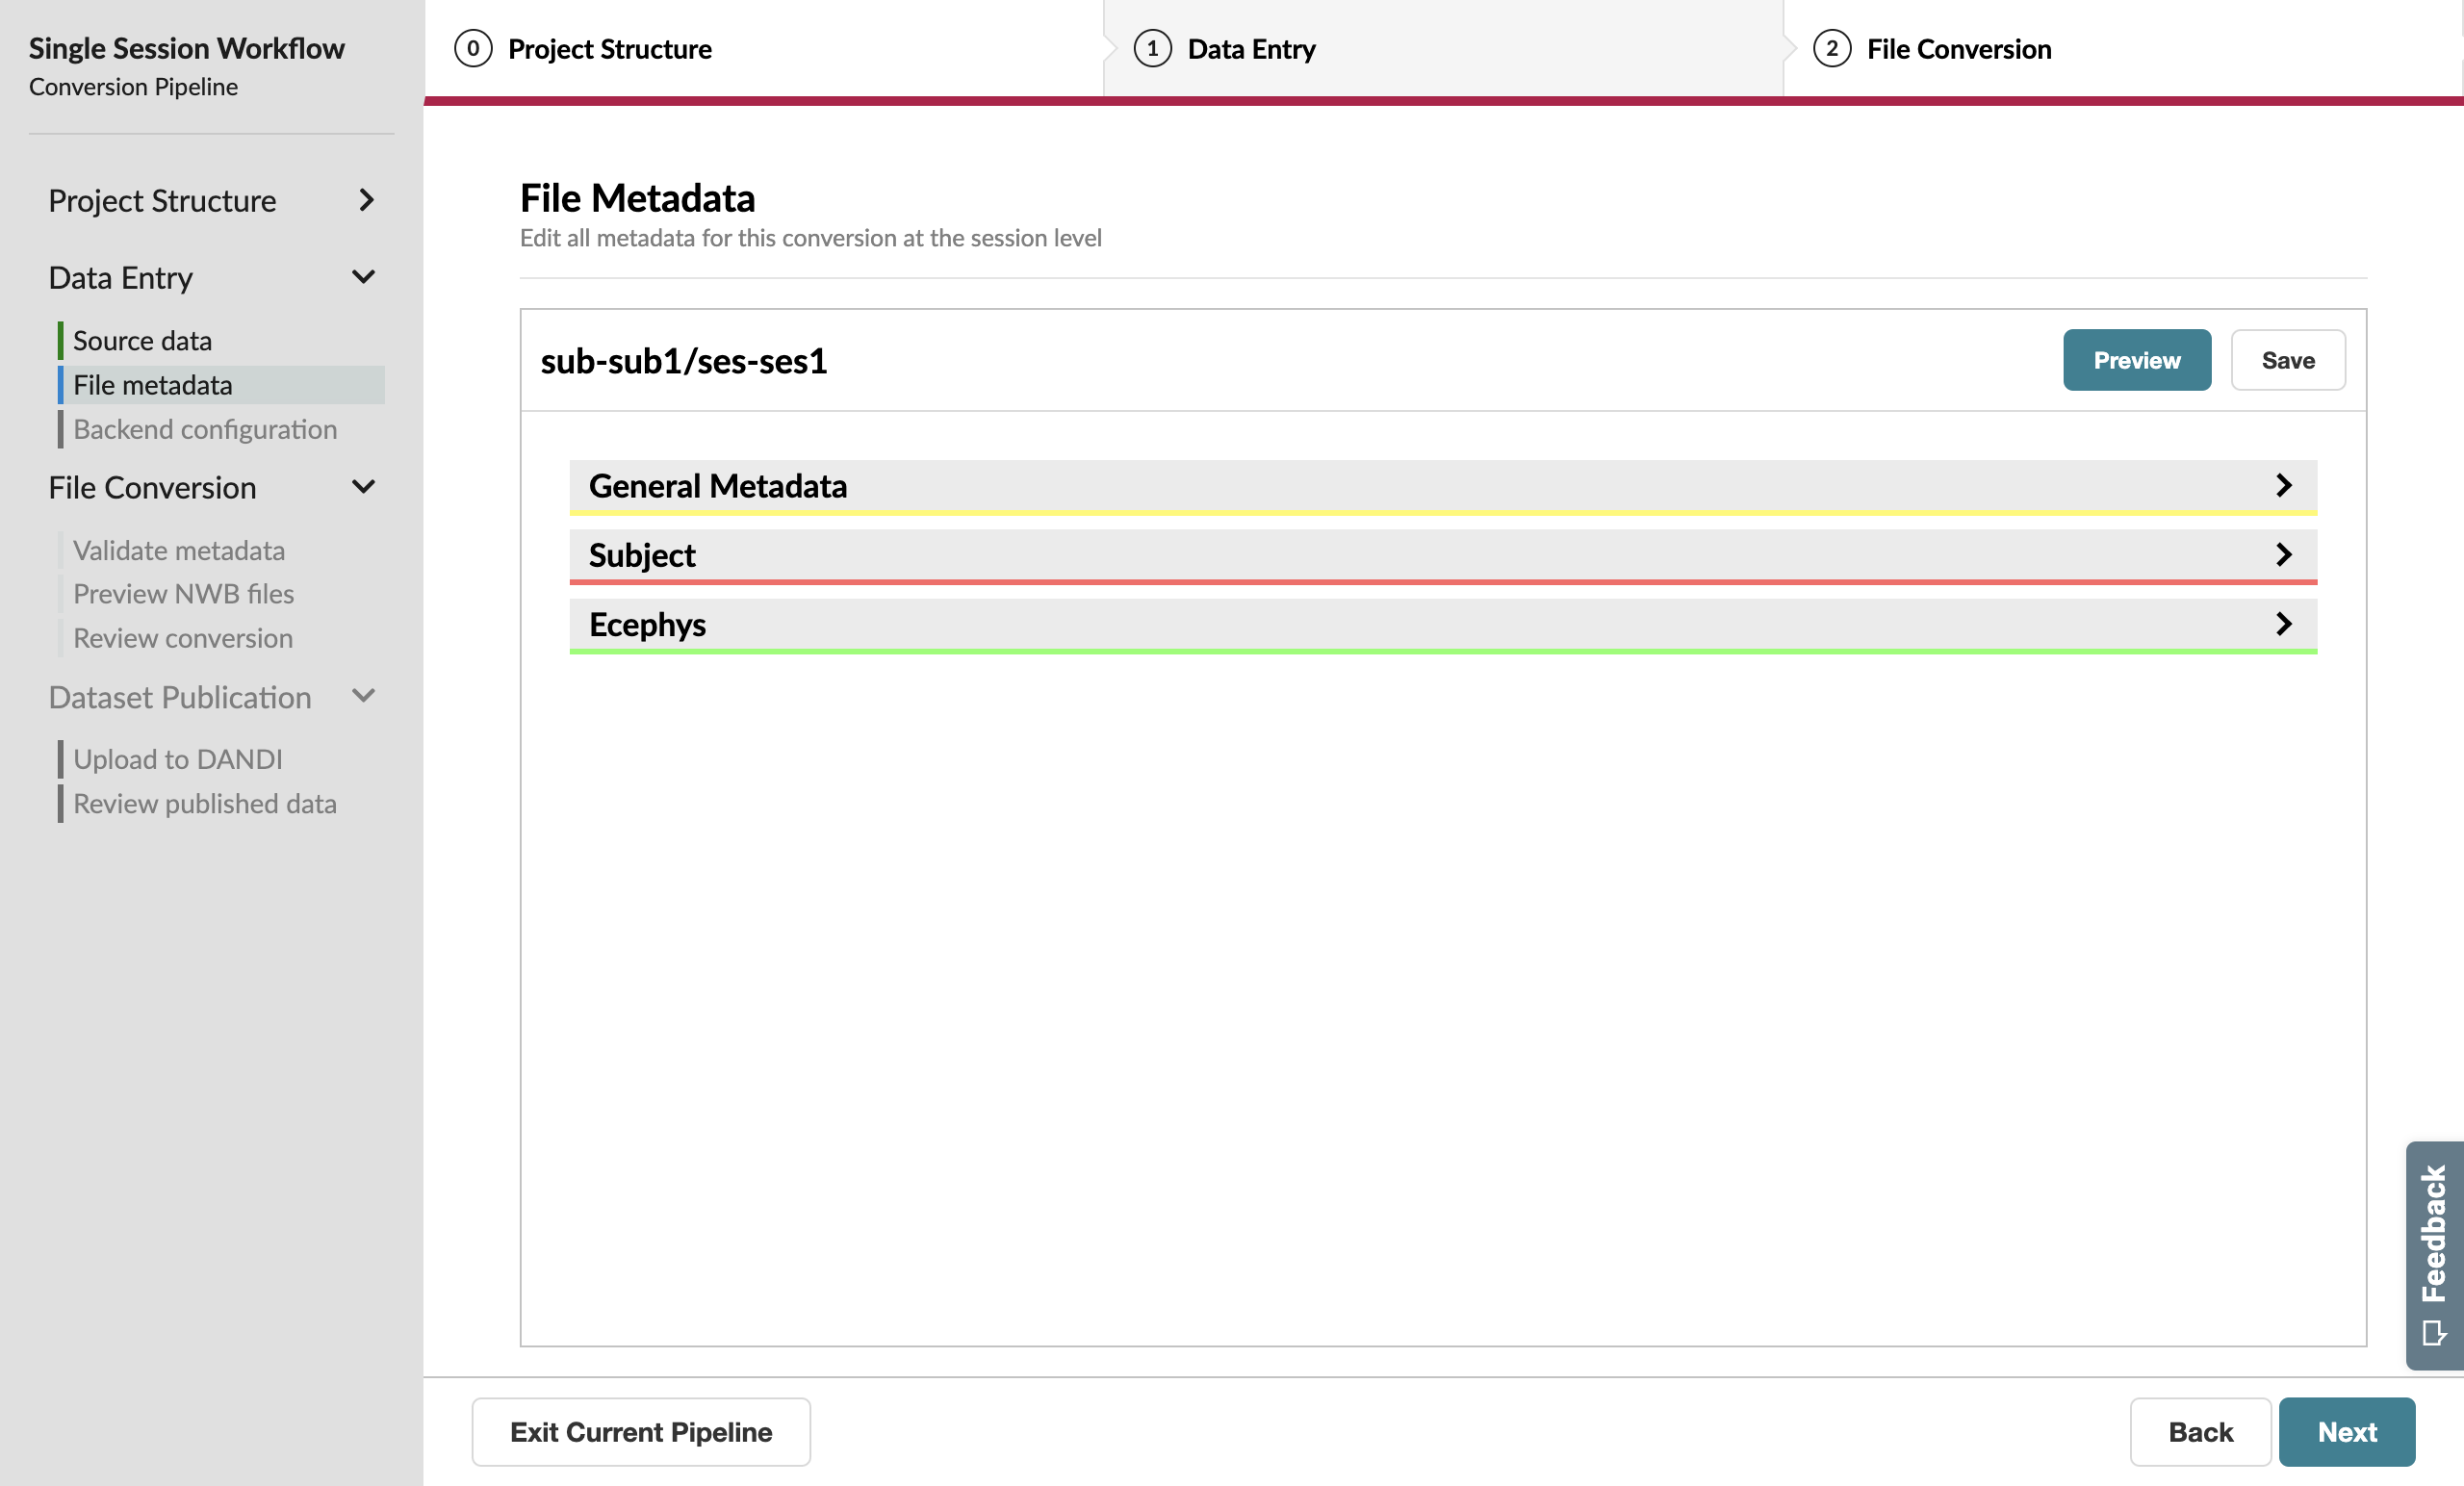 Single Session Workflow
Conversion Pipeline
Project Structure
Data Entry
Source data
File metadata
Backend configuration
File Conversion
Validate metadata
Preview NWB files
Review conversion
Dataset Publication
Upload to DANDI
Review published data
0 Project Structure
1 Data Entry
2 File Conversion
File Metadata
Edit all metadata for this conversion at the session level
sub-sub1/ses-ses1
Preview
Save
General Metadata
Subject
Ecephys
Feedback
Exit Current Pipeline
Back
Next